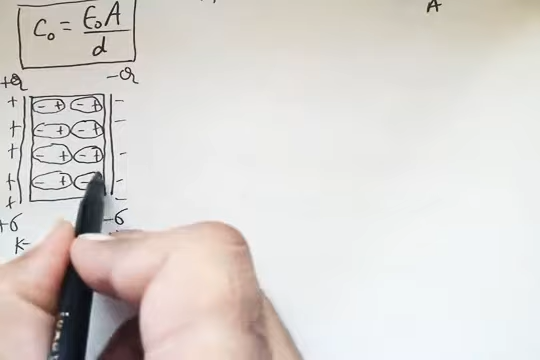 C₀ = ε₀A / d
A
+Q -Q
+ - + - + -
+ - + - + -
+ - + - + -
+ - + - -
+ -
+σ -σ
K